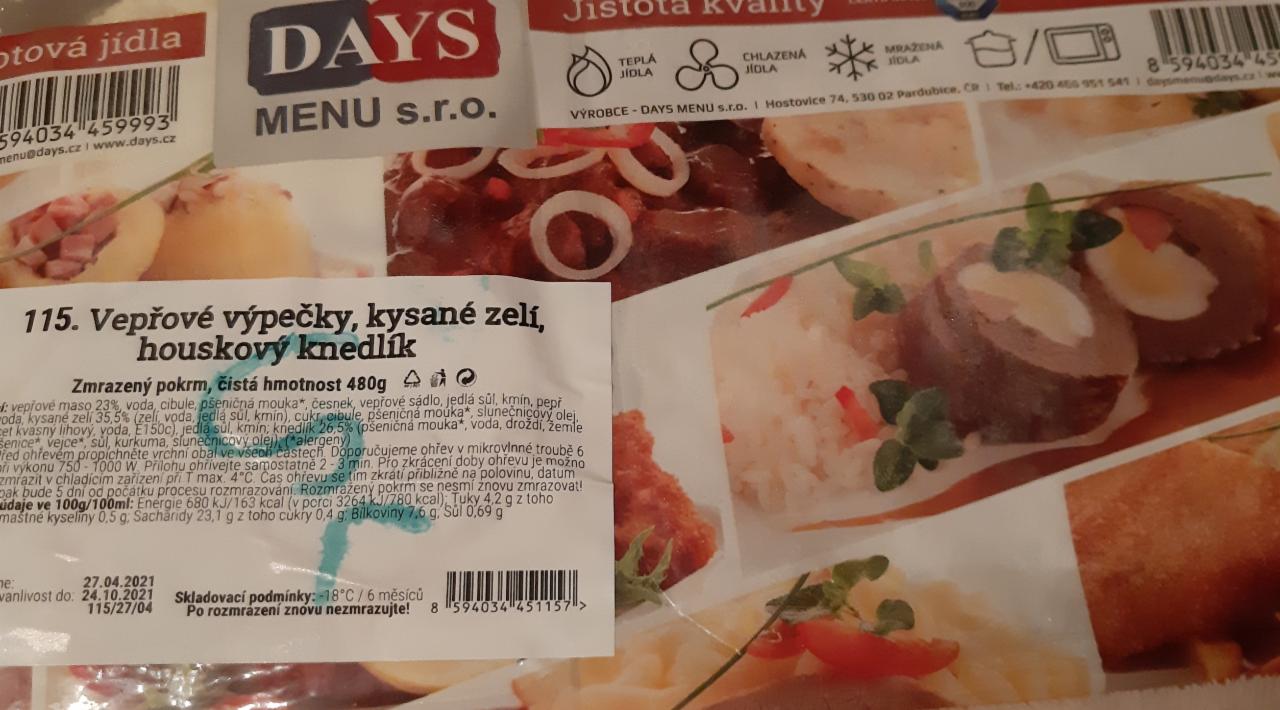 otová jídla
594034 459993
menu@days.cz | www.days.cz
DAYS
MENU s.r.o.
Jistota kvality
TEPLÁ
JÍDLA
CHLAZENÁ
JÍDLA
MRAŽENÁ
JÍDLA
8 594034 45
VÝROBCE - DAYS MENU s.r.o. | Hostovice 74, 530 02 Pardubice, ČR | Tel.: +420 466 951 541 | daysmenu@days.cz |
115. Vepřové výpečky, kysané zelí,
houskový knedlík
Zmrazený pokrm, čistá hmotnost 480g
vepřové maso 23%, voda, cibule, pšeničná mouka*, česnek, vepřové sádlo, jedlá sůl, kmín, pepř
voda, kysané zelí 35,5% (zelí, voda, jedlá sůl, kmín), cukr, cibule, pšeničná mouka*, slunečnicový olej,
cet kvasný lihový, voda, E150c), jedlá sůl, kmín; knedlík 26,5% (pšeničná mouka*, voda, droždí, žemle
šenice*, vejce*, sůl, kurkuma, slunečnicový olej). (*alergeny)
řed ohřevem propíchněte vrchní obal ve všech částech. Doporučujeme ohřev v mikrovlnné troubě 6
ři výkonu 750 - 1000 W. Přílohu ohřívejte samostatně 2 - 3 min. Pro zkrácení doby ohřevu je možno
zmrazit v chladícím zařízení při T max. 4°C. Čas ohřevu se tím zkrátí přibližně na polovinu, datum
pak bude 5 dní od počátku procesu rozmrazování. Rozmražený pokrm se nesmí znovu zmrazovat!
údaje ve 100g/100ml: Energie 680 kJ/163 kcal (v porci 3264 kJ/780 kcal); Tuky 4,2 g z toho
mastné kyseliny 0,5 g; Sacharidy 23,1 g z toho cukry 0,4 g; Bílkoviny 7,6 g; Sůl 0,69 g
ne: 27.04.2021
vanlivost do: 24.10.2021
115/27/04
Skladovací podmínky: -18°C / 6 měsíců
Po rozmrazení znovu nezmrazujte!
8 594034 451157 >